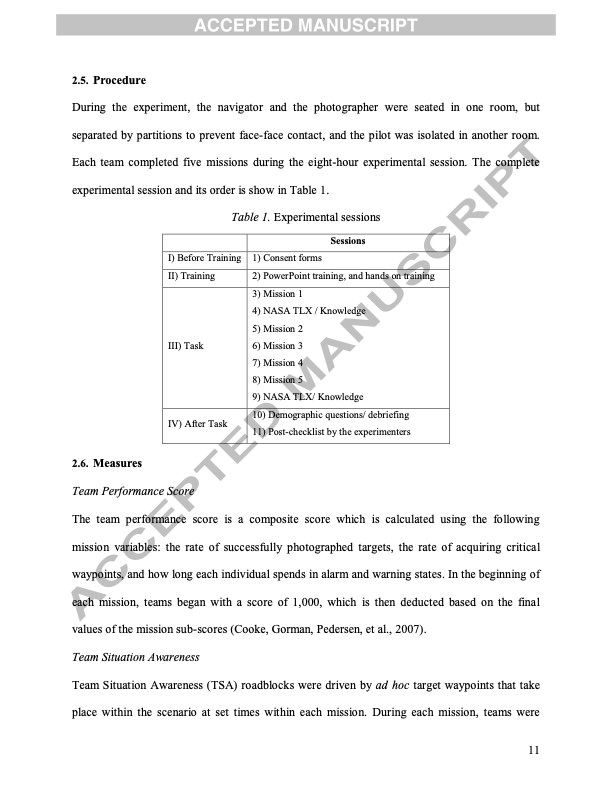 ACCEPTED MANUSCRIPT
2.5. Procedure
During the experiment, the navigator and the photographer were seated in one room, but
separated by partitions to prevent face-face contact, and the pilot was isolated in another room.
Each team completed five missions during the eight-hour experimental session. The complete
experimental session and its order is show in Table 1.
Table 1. Experimental sessions
Sessions
I) Before Training 1) Consent forms
II) Training 2) PowerPoint training, and hands on training
3) Mission 1
4) NASA TLX / Knowledge
5) Mission 2
III) Task 6) Mission 3
7) Mission 4
8) Mission 5
9) NASA TLX/ Knowledge
IV) After Task 10) Demographic questions/ debriefing
11) Post-checklist by the experimenters
2.6. Measures
Team Performance Score
The team performance score is a composite score which is calculated using the following
mission variables: the rate of successfully photographed targets, the rate of acquiring critical
waypoints, and how long each individual spends in alarm and warning states. In the beginning of
each mission, teams began with a score of 1,000, which is then deducted based on the final
values of the mission sub-scores (Cooke, Gorman, Pedersen, et al., 2007).
Team Situation Awareness
Team Situation Awareness (TSA) roadblocks were driven by ad hoc target waypoints that take
place within the scenario at set times within each mission. During each mission, teams were
11
ACCEPTED MANUSCRIPT